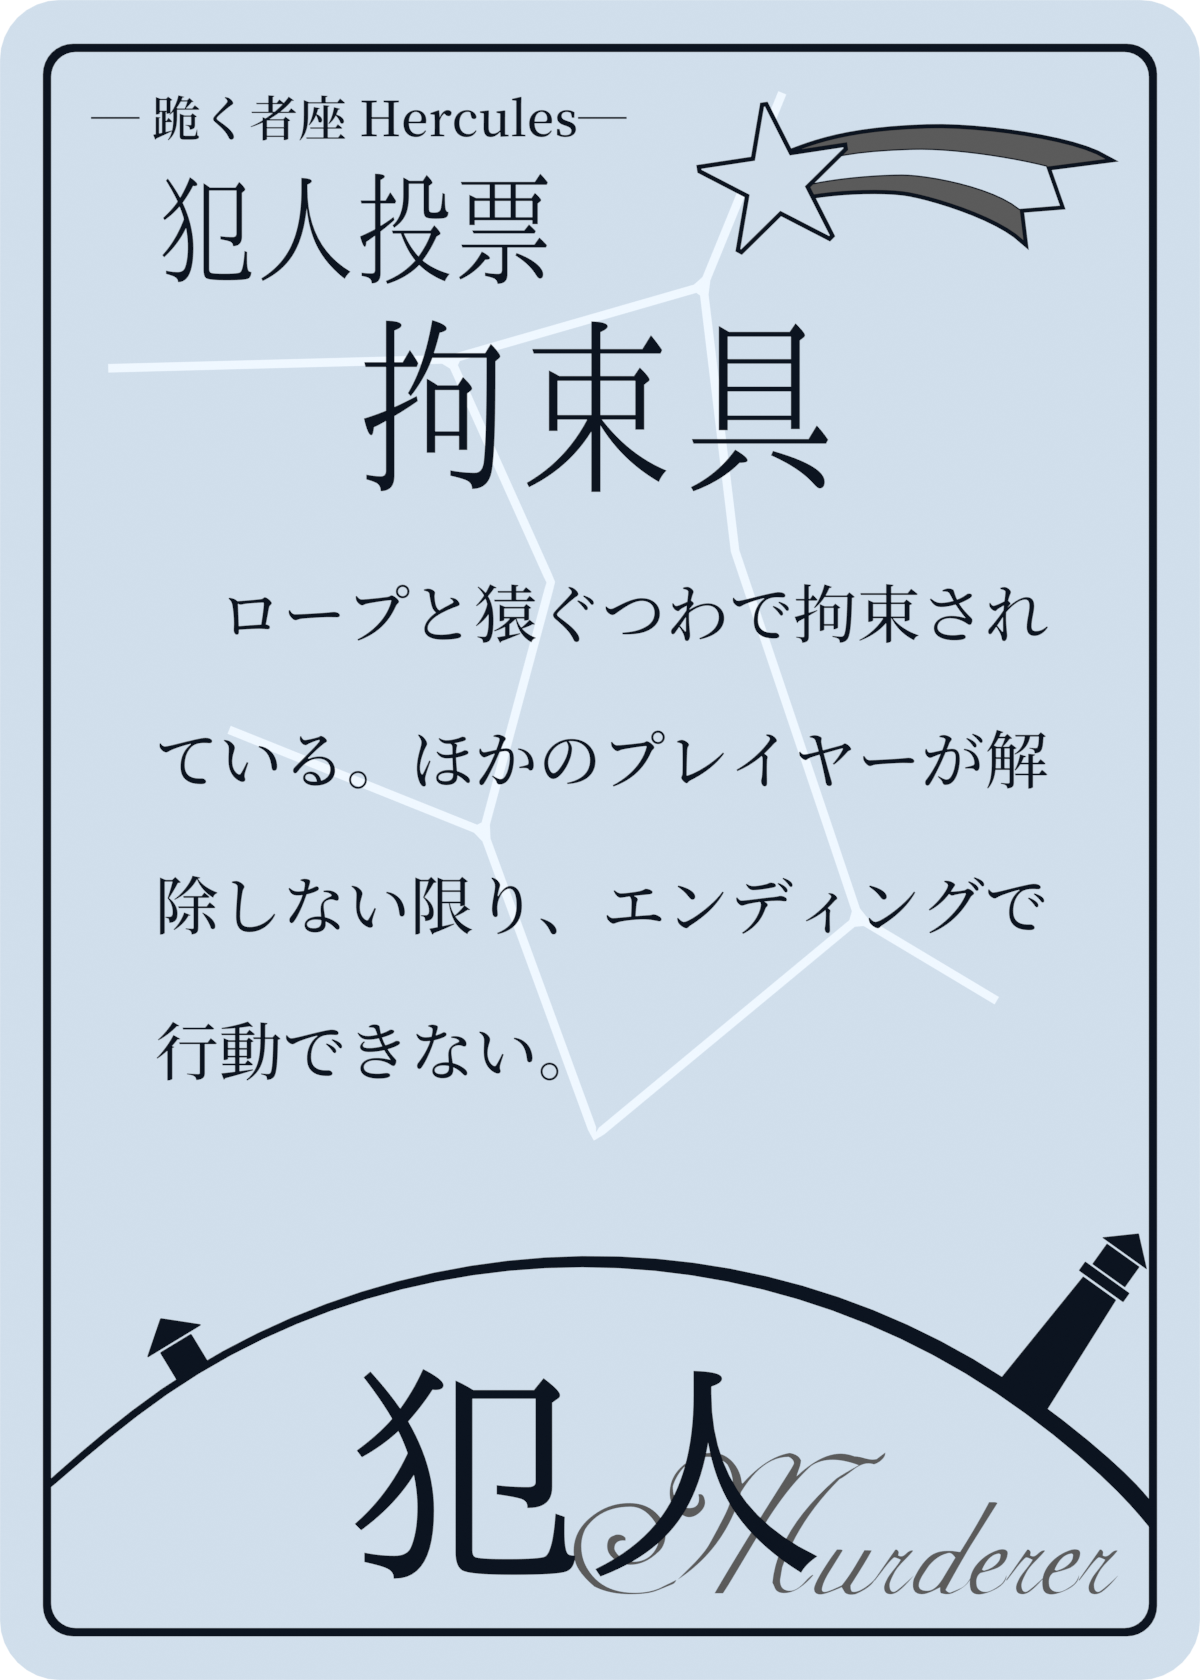 ― 跪く者座 Hercules―
犯人投票
拘束具
ロープと猿ぐつわで拘束され
ている。ほかのプレイヤーが解
除しない限り、エンディングで
行動できない。
犯人
Murderer